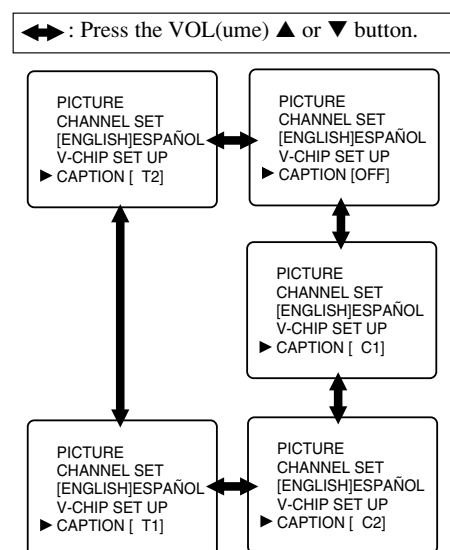 : Press the VOL(ume) ▲ or ▼ button.
PICTURE
CHANNEL SET
[ENGLISH]ESPAÑOL
V-CHIP SET UP
▶ CAPTION [ T2]
PICTURE
CHANNEL SET
[ENGLISH]ESPAÑOL
V-CHIP SET UP
▶ CAPTION [OFF]
PICTURE
CHANNEL SET
[ENGLISH]ESPAÑOL
V-CHIP SET UP
▶ CAPTION [ C1]
PICTURE
CHANNEL SET
[ENGLISH]ESPAÑOL
V-CHIP SET UP
▶ CAPTION [ T1]
PICTURE
CHANNEL SET
[ENGLISH]ESPAÑOL
V-CHIP SET UP
▶ CAPTION [ C2]